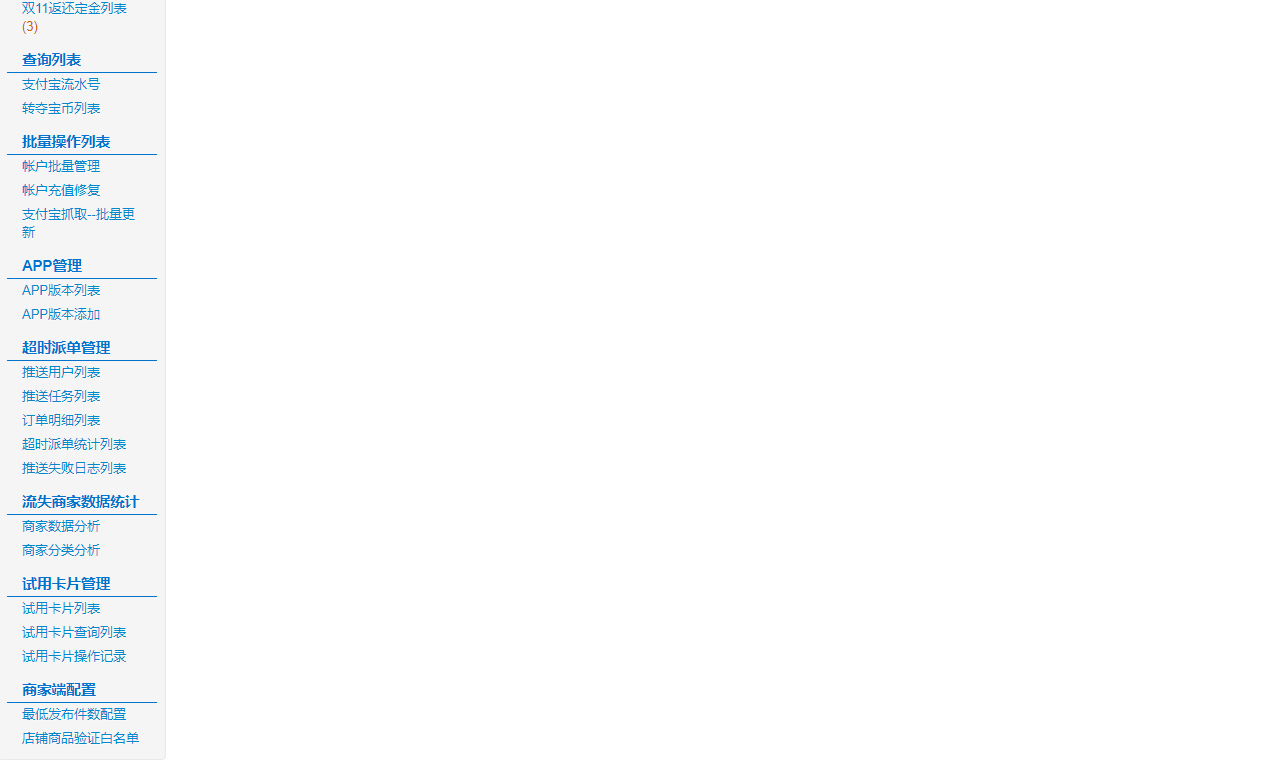 双11返还定金列表
(3)
查询列表
支付宝流水号
转夺宝币列表
批量操作列表
帐户批量管理
帐户充值修复
支付宝抓取--批量更
新
APP管理
APP版本列表
APP版本添加
超时派单管理
推送用户列表
推送任务列表
订单明细列表
超时派单统计列表
推送失败日志列表
流失商家数据统计
商家数据分析
商家分类分析
试用卡片管理
试用卡片列表
试用卡片查询列表
试用卡片操作记录
商家端配置
最低发布件数配置
店铺商品验证白名单